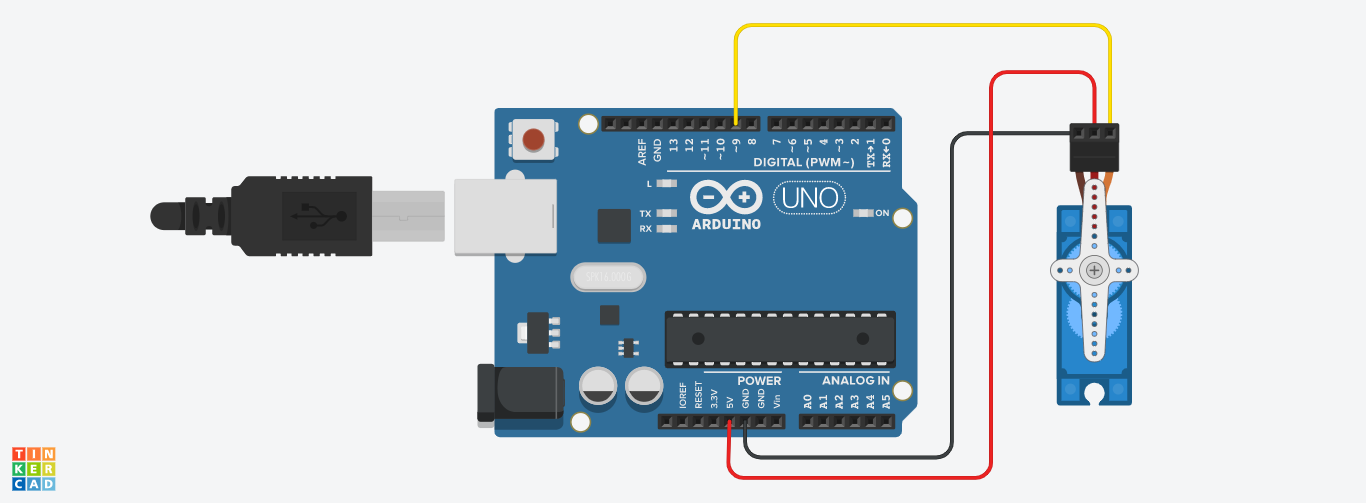 AREF
GND
13
12
~11
~10
~9
8
7
~6
~5
4
~3
2
TX→1
RX←0
DIGITAL (PWM~)
L
TX
RX
UNO
ON
ARDUINO
POWER
ANALOG IN
IOREF
RESET
3.3V
5V
GND
GND
Vin
A0
A1
A2
A3
A4
A5
TIN
KER
CAD